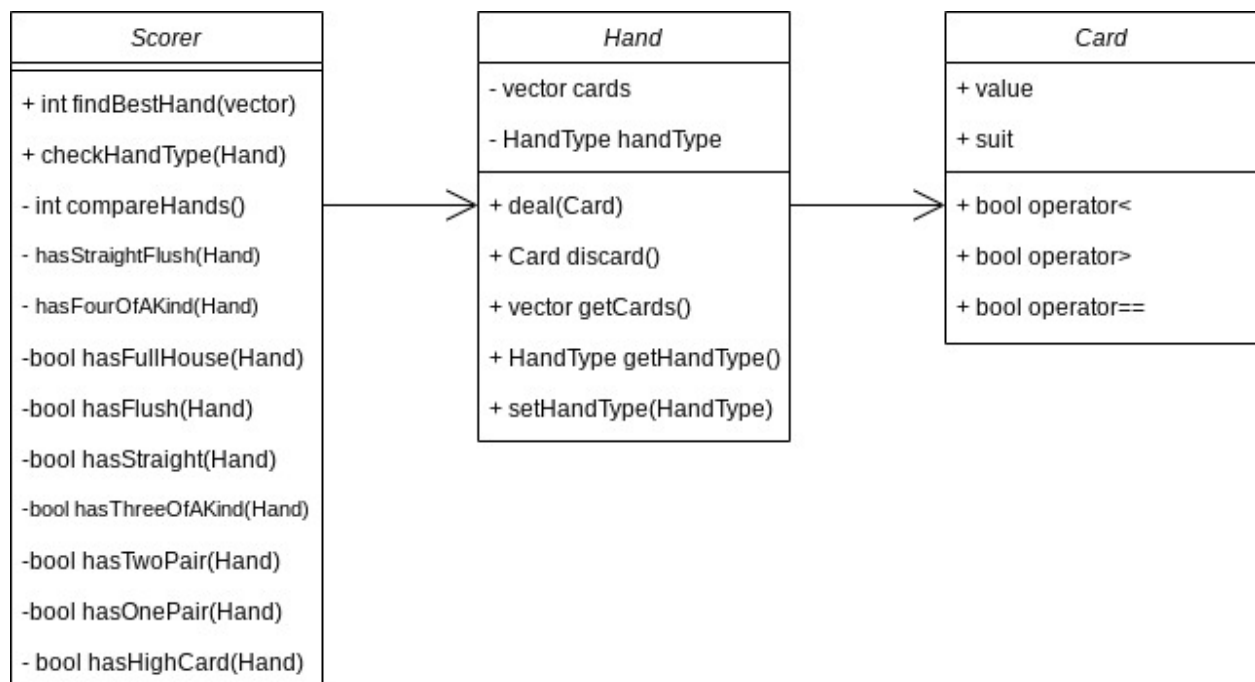 Scorer
+ int findBestHand(vector)
+ checkHandType(Hand)
- int compareHands()
- hasStraightFlush(Hand)
- hasFourOfAKind(Hand)
-bool hasFullHouse(Hand)
-bool hasFlush(Hand)
-bool hasStraight(Hand)
-bool hasThreeOfAKind(Hand)
-bool hasTwoPair(Hand)
-bool hasOnePair(Hand)
- bool hasHighCard(Hand)
Hand
- vector cards
- HandType handType
+ deal(Card)
+ Card discard()
+ vector getCards()
+ HandType getHandType()
+ setHandType(HandType)
Card
+ value
+ suit
+ bool operator<
+ bool operator>
+ bool operator==